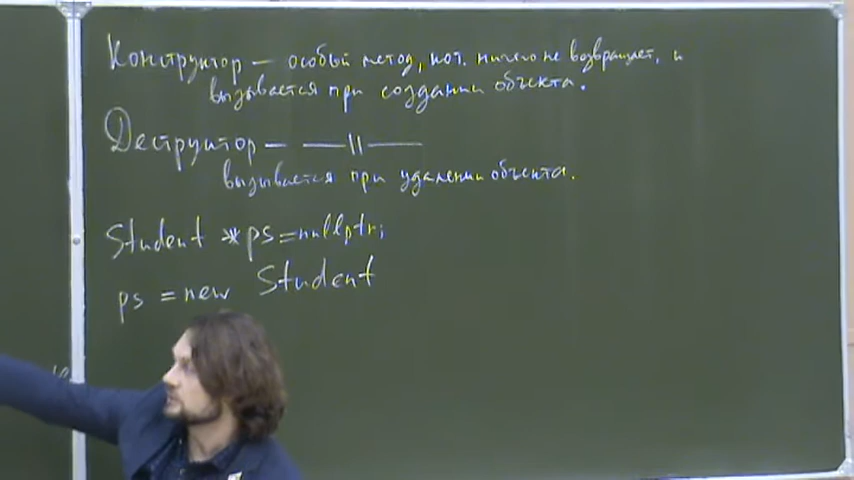 Конструктор — особый метод, кот. ничего не возвращает, и
вызывается при создании объекта.
Деструктор — —— || ——
вызывается при удалении объекта.
Student *ps=nullptr;
ps = new Student